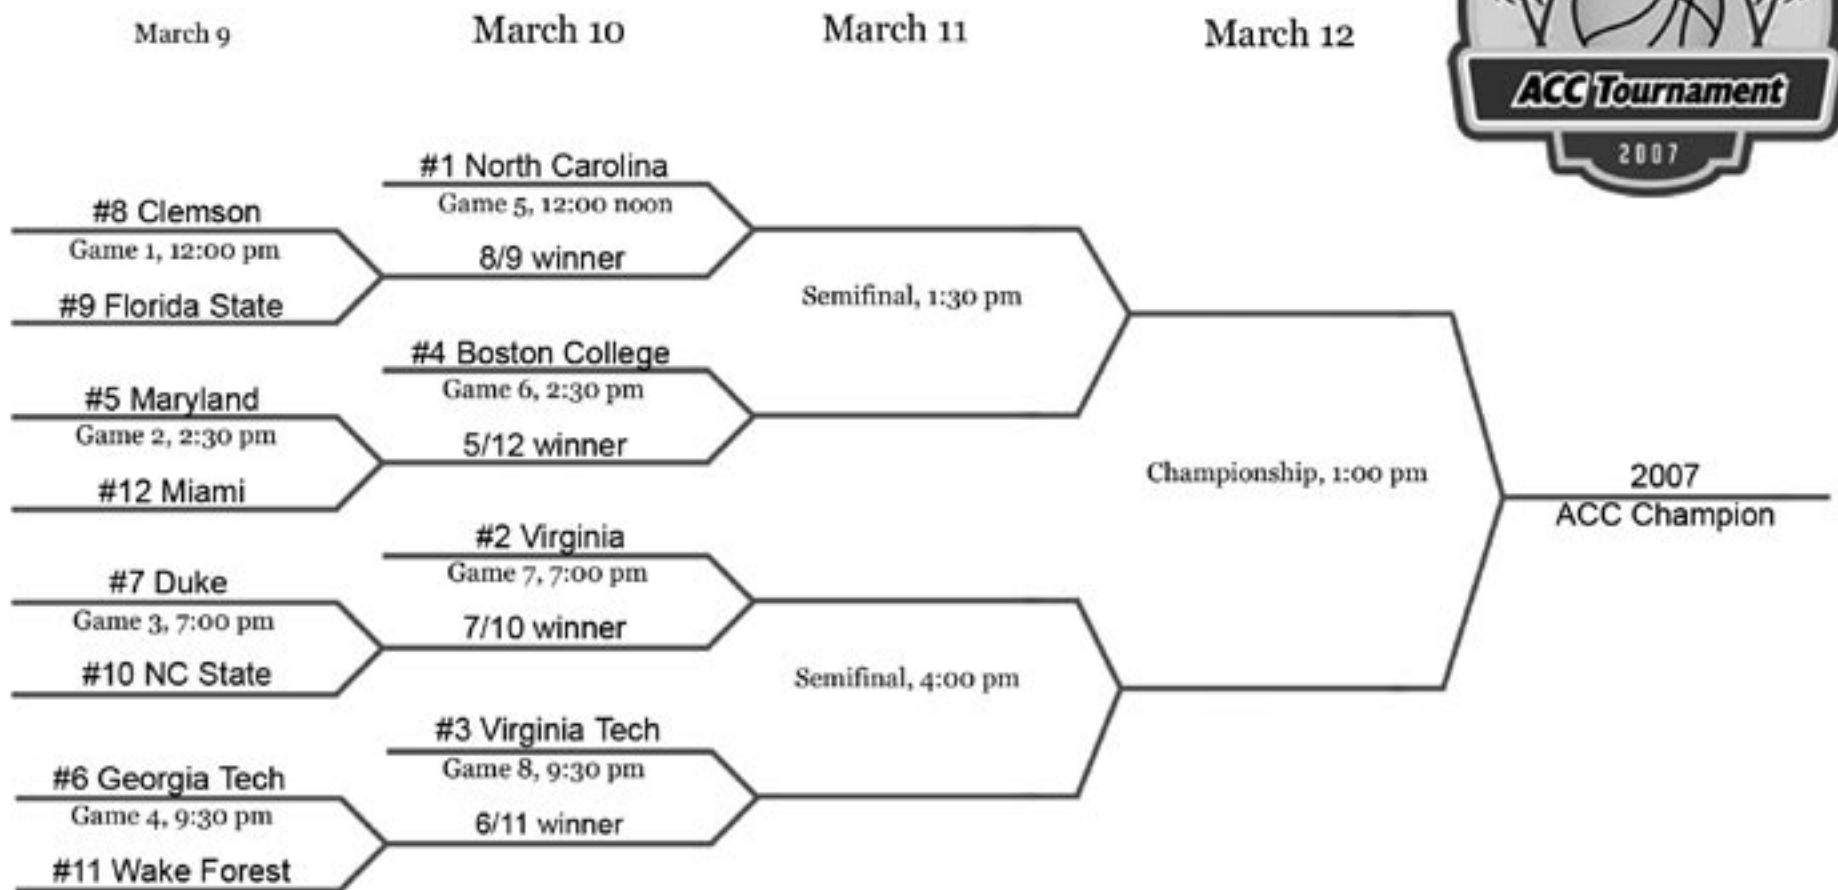 March 9
March 10
March 11
March 12
ACC Tournament
2007
#1 North Carolina
Game 5, 12:00 noon
8/9 winner
#8 Clemson
Game 1, 12:00 pm
#9 Florida State
Semifinal, 1:30 pm
#4 Boston College
Game 6, 2:30 pm
5/12 winner
#5 Maryland
Game 2, 2:30 pm
#12 Miami
Championship, 1:00 pm
2007
ACC Champion
#2 Virginia
Game 7, 7:00 pm
7/10 winner
#7 Duke
Game 3, 7:00 pm
#10 NC State
Semifinal, 4:00 pm
#3 Virginia Tech
Game 8, 9:30 pm
6/11 winner
#6 Georgia Tech
Game 4, 9:30 pm
#11 Wake Forest